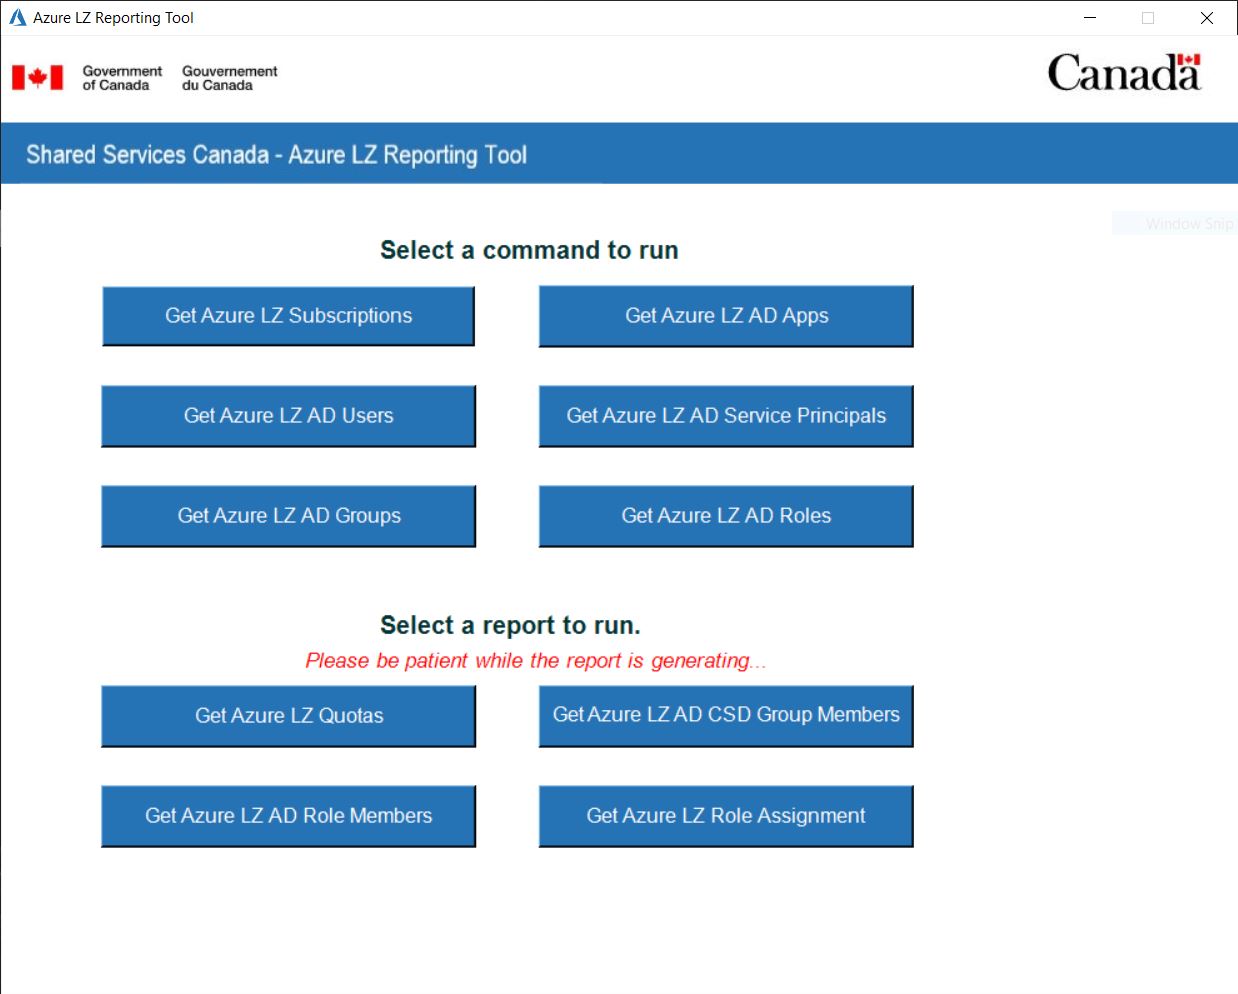 Azure LZ Reporting Tool
Government Gouvernement
of Canada du Canada
Canada
Shared Services Canada - Azure LZ Reporting Tool
Window Snip
Select a command to run
Get Azure LZ Subscriptions
Get Azure LZ AD Apps
Get Azure LZ AD Users
Get Azure LZ AD Service Principals
Get Azure LZ AD Groups
Get Azure LZ AD Roles
Select a report to run.
Please be patient while the report is generating...
Get Azure LZ Quotas
Get Azure LZ AD CSD Group Members
Get Azure LZ AD Role Members
Get Azure LZ Role Assignment